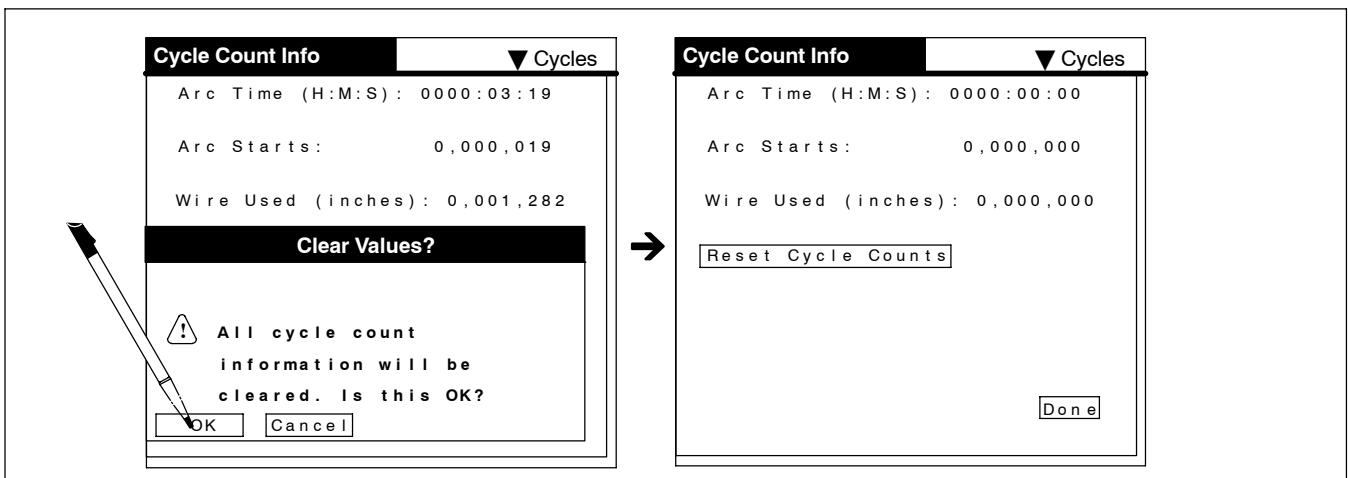 Cycle Count Info ▼ Cycles
Arc Time (H:M:S): 0000:03:19
Arc Starts: 0,000,019
Wire Used (inches): 0,001,282
Clear Values?
All cycle count
information will be
cleared. Is this OK?
OK Cancel
Cycle Count Info ▼ Cycles
Arc Time (H:M:S): 0000:00:00
Arc Starts: 0,000,000
Wire Used (inches): 0,000,000
Reset Cycle Counts
Done